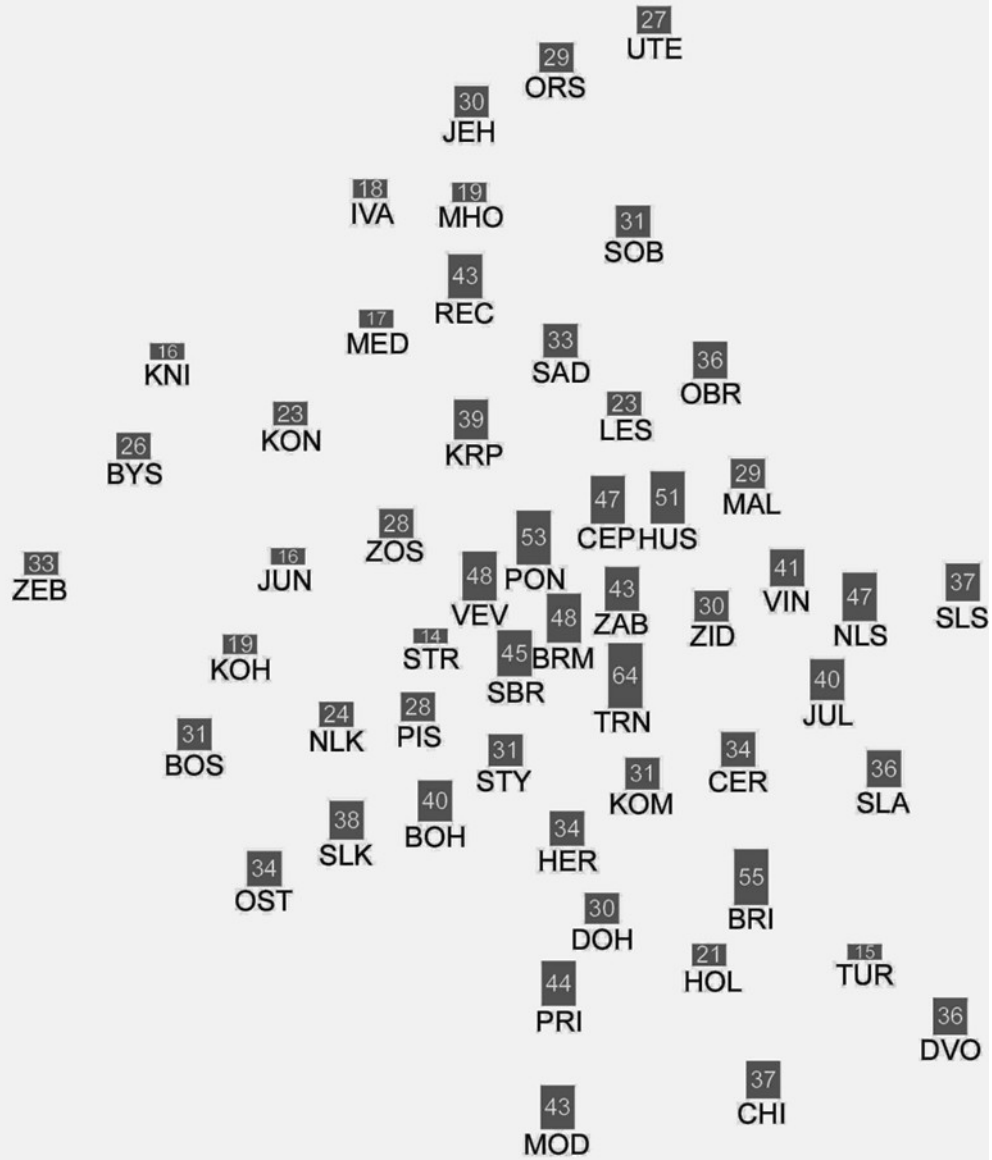 27
UTE
29
ORS
30
JEH
18
IVA
19
MHO
31
SOB
43
REC
17
MED
33
SAD
16
KNI
36
OBR
23
LES
23
KON
39
KRP
26
BYS
29
MAL
47
CEP
51
HUS
28
ZOS
53
PON
33
ZEB
16
JUN
48
VEV
43
ZAB
41
VIN
30
ZID
47
NLS
37
SLS
48
BRM
14
STR
19
KOH
45
SBR
64
TRN
40
JUL
24
NLK
28
PIS
31
BOS
31
STY
34
CER
31
KOM
36
SLA
40
BOH
38
SLK
34
HER
34
OST
55
BRI
30
DOH
21
HOL
15
TUR
44
PRI
36
DVO
37
CHI
43
MOD